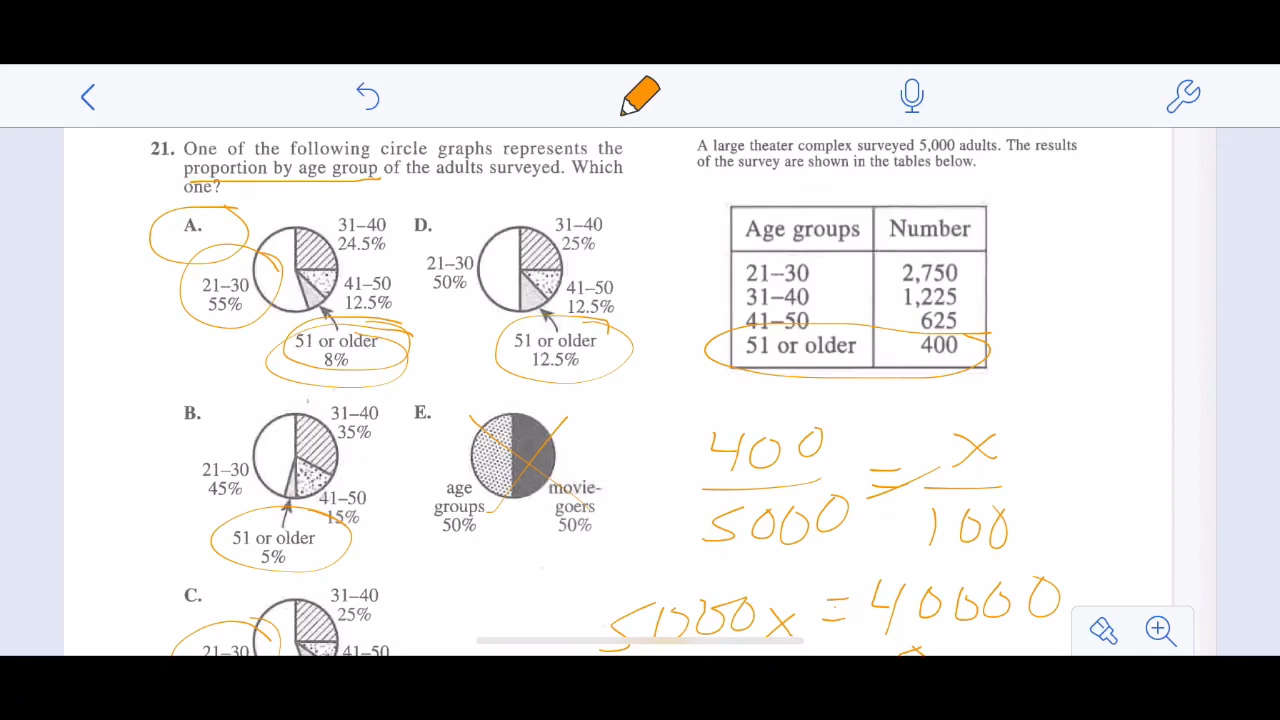 21. One of the following circle graphs represents the
proportion by age group of the adults surveyed. Which
one?
A.
31–40
24.5%
21–30
55%
41–50
12.5%
51 or older
8%
D.
31–40
25%
21–30
50%
41–50
12.5%
51 or older
12.5%
B.
31–40
35%
21–30
45%
41–50
15%
51 or older
5%
E.
age
groups
50%
movie-
goers
50%
C.
31–40
25%
21–30
41–50
A large theater complex surveyed 5,000 adults. The results
of the survey are shown in the tables below.
Age groups Number
21–30 2,750
31–40 1,225
41–50 625
51 or older 400
400/5000 = x/100
5000x = 40000